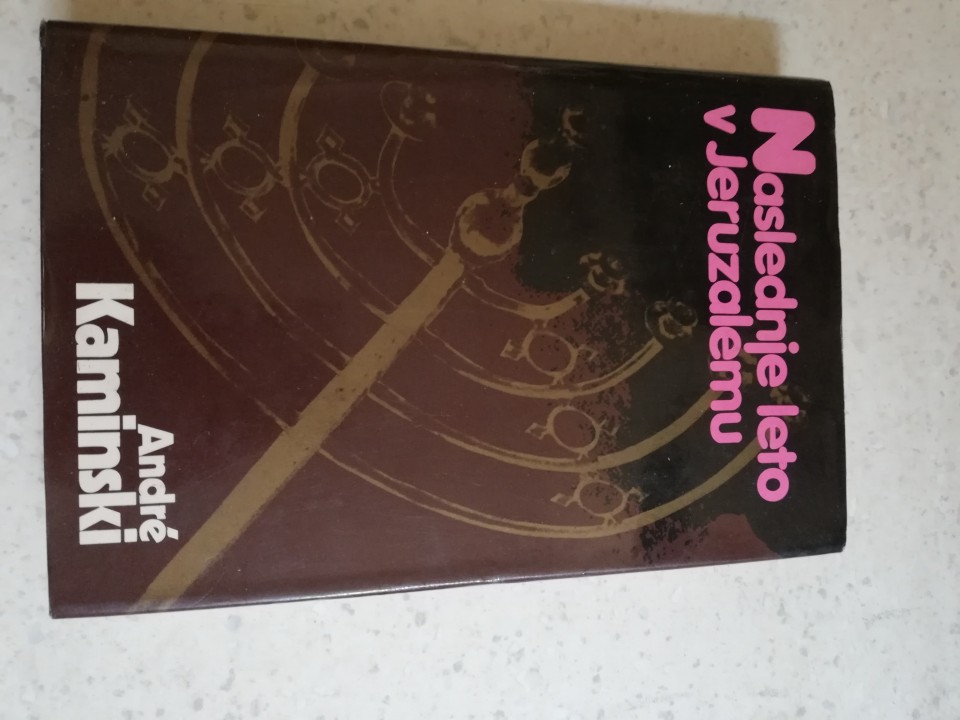 Naslednje leto
v Jeruzalemu
André
Kaminski